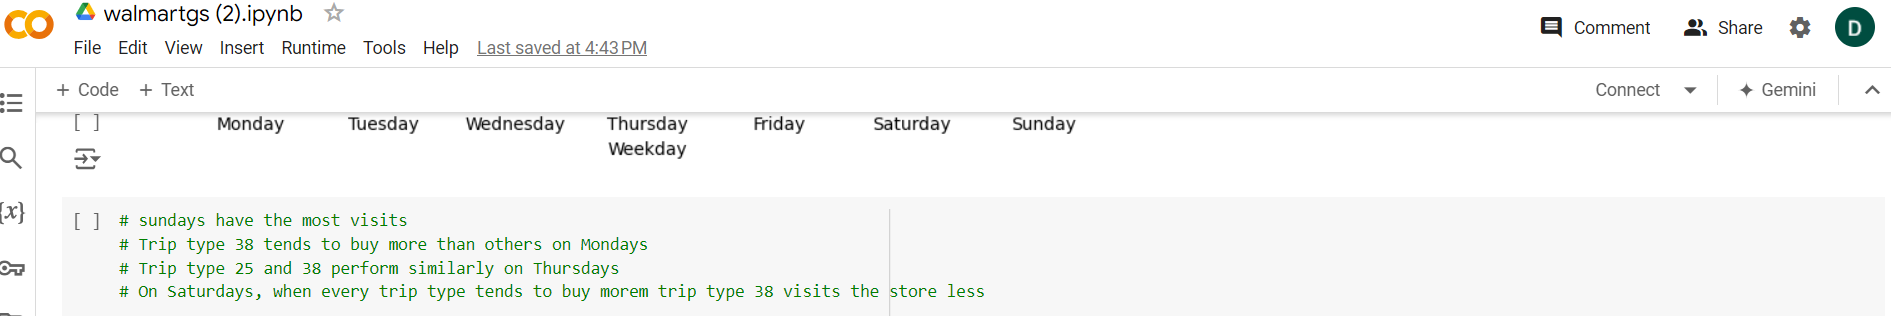 walmartgs (2).ipynb
Comment
Share
D
File Edit View Insert Runtime Tools Help Last saved at 4:43 PM
+ Code + Text
Connect
Gemini
[ ]
Monday Tuesday Wednesday Thursday Friday Saturday Sunday
Weekday
{x}
[ ] # sundays have the most visits
# Trip type 38 tends to buy more than others on Mondays
# Trip type 25 and 38 perform similarly on Thursdays
# On Saturdays, when every trip type tends to buy morem trip type 38 visits the store less